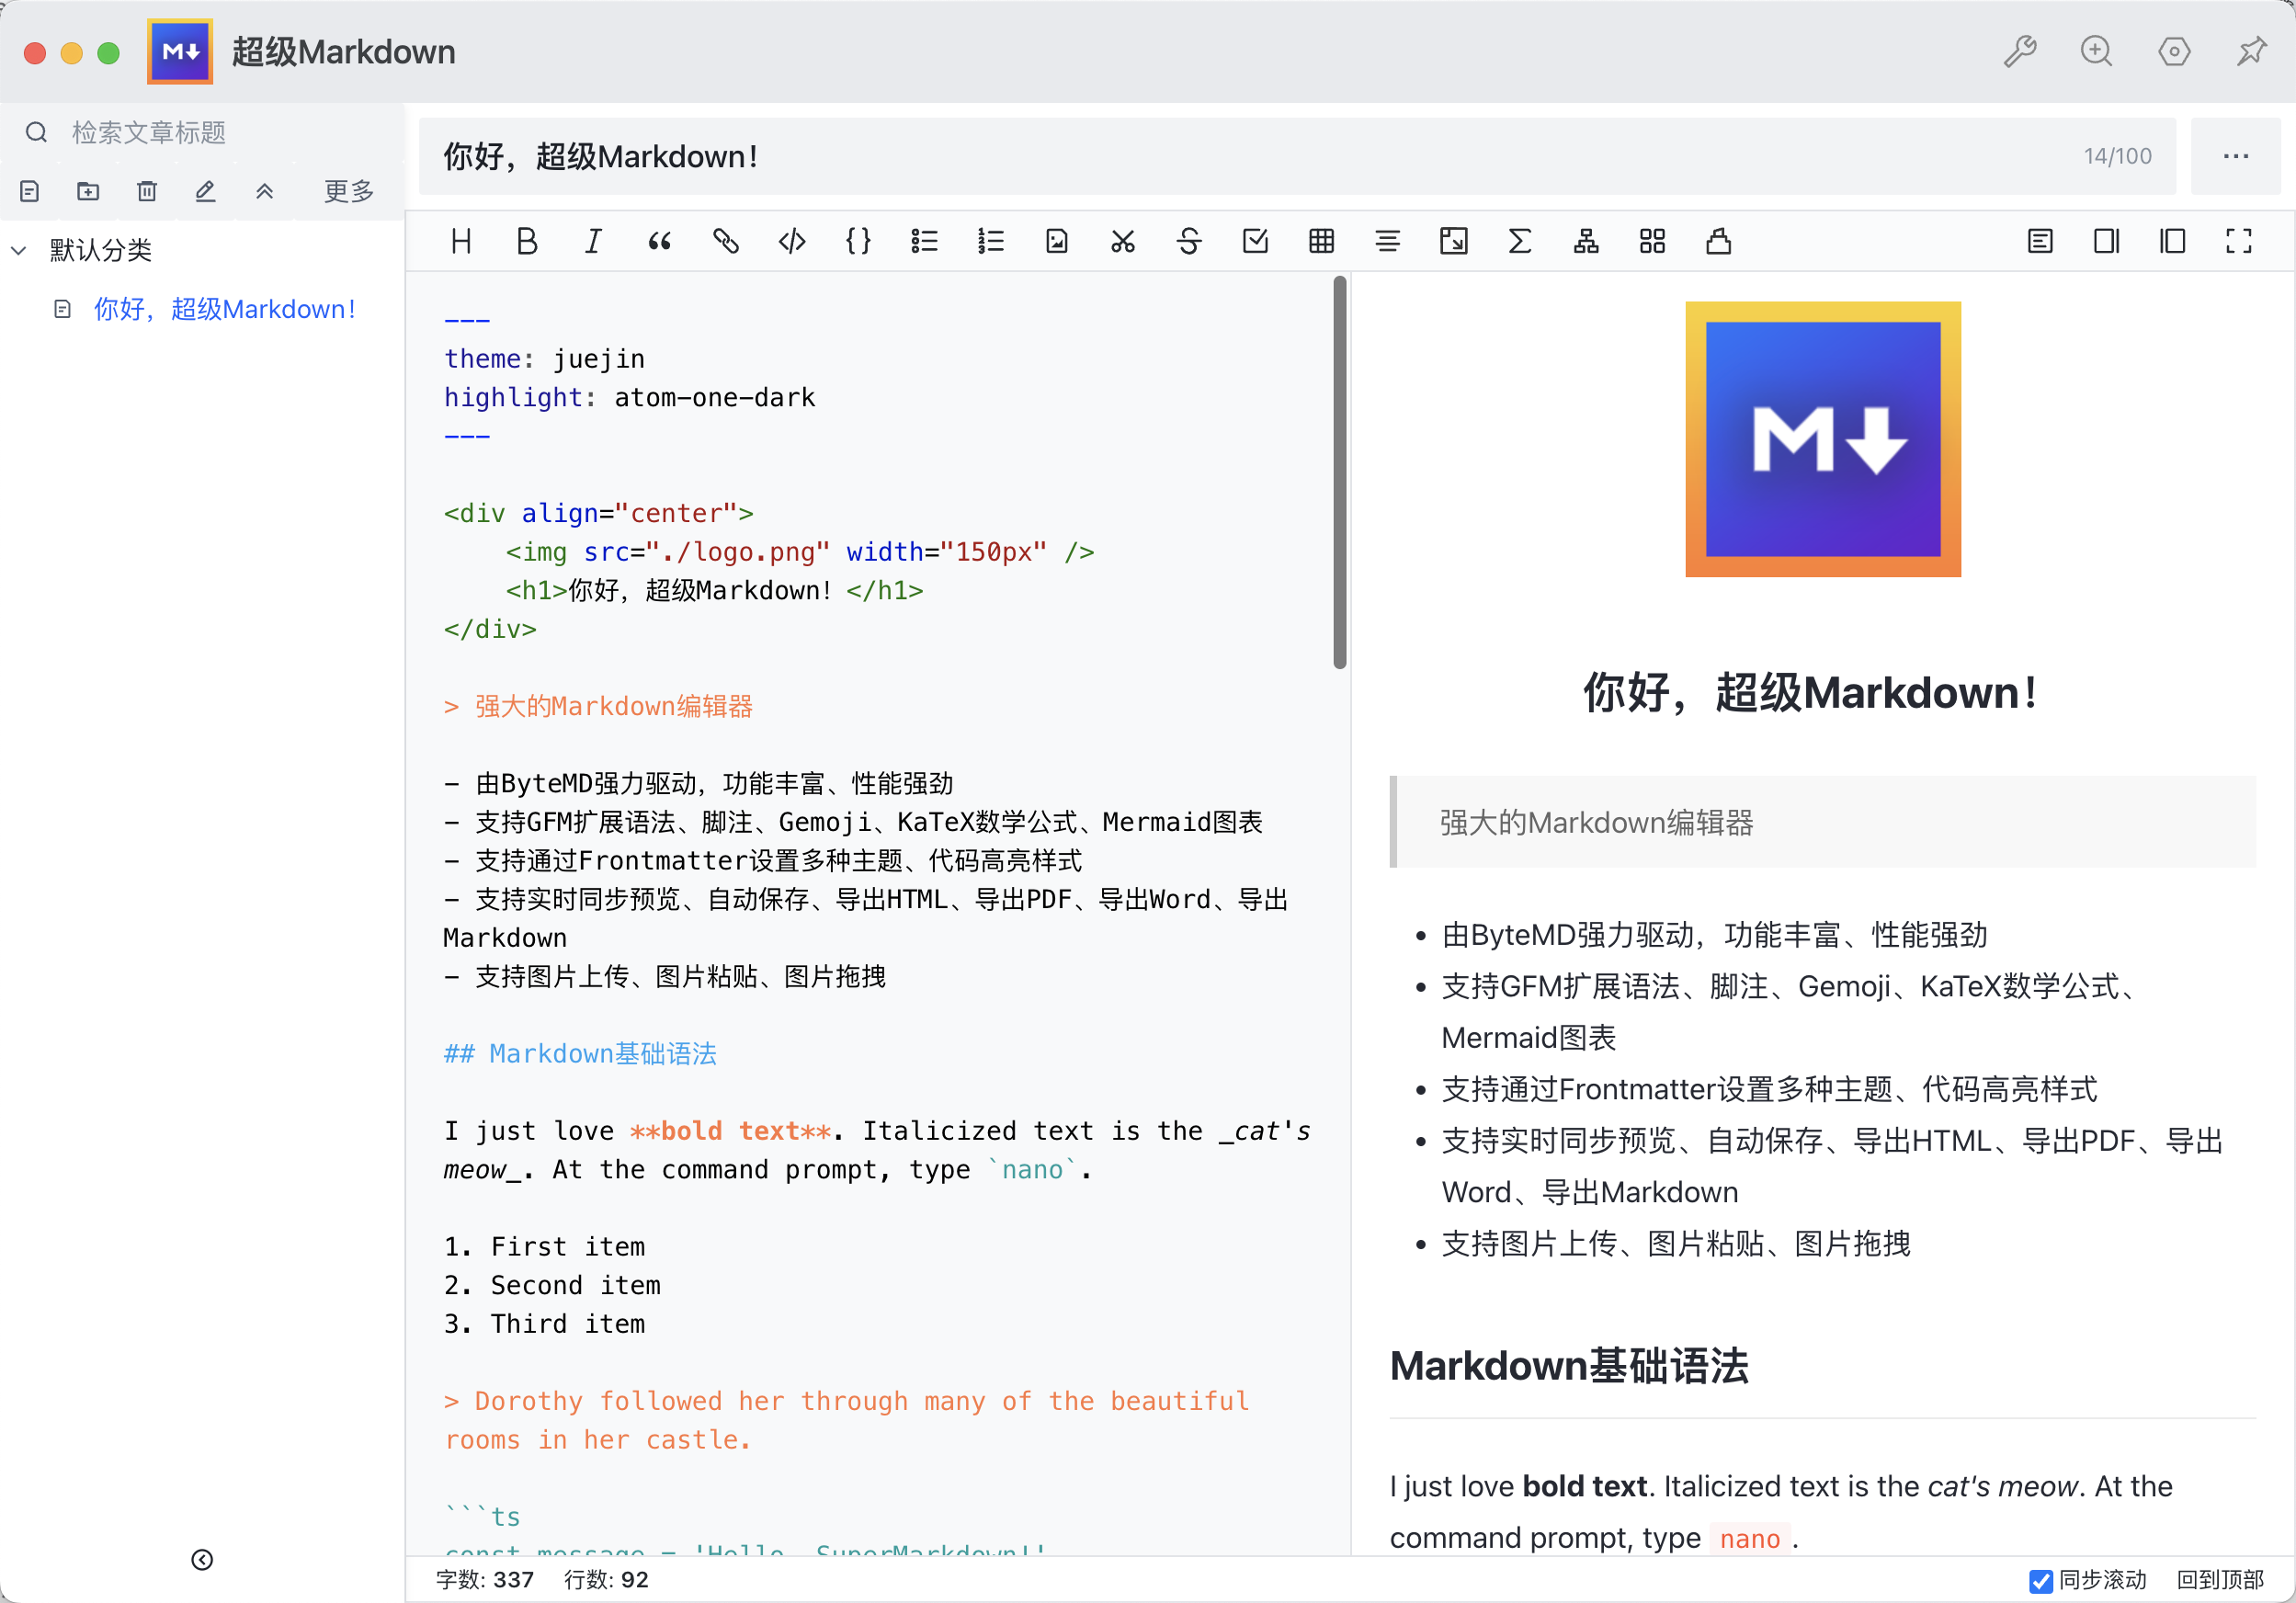 M↓ 超级Markdown
检索文章标题
更多
默认分类
你好，超级Markdown！
你好，超级Markdown！
14/100
···
H B I
---
theme: juejin
highlight: atom-one-dark
---
<div align="center">
    <img src="./logo.png" width="150px" />
    <h1>你好，超级Markdown！</h1>
</div>
> 强大的Markdown编辑器
- 由ByteMD强力驱动，功能丰富、性能强劲
- 支持GFM扩展语法、脚注、Gemoji、KaTeX数学公式、Mermaid图表
- 支持通过Frontmatter设置多种主题、代码高亮样式
- 支持实时同步预览、自动保存、导出HTML、导出PDF、导出Word、导出
Markdown
- 支持图片上传、图片粘贴、图片拖拽
## Markdown基础语法
I just love **bold text**. Italicized text is the _cat's
meow_. At the command prompt, type `nano`.
1. First item
2. Second item
3. Third item
> Dorothy followed her through many of the beautiful
rooms in her castle.
```ts
const message = 'Hello, SuperMarkdown!'
M↓
你好，超级Markdown！
强大的Markdown编辑器
• 由ByteMD强力驱动，功能丰富、性能强劲
• 支持GFM扩展语法、脚注、Gemoji、KaTeX数学公式、
Mermaid图表
• 支持通过Frontmatter设置多种主题、代码高亮样式
• 支持实时同步预览、自动保存、导出HTML、导出PDF、导出
Word、导出Markdown
• 支持图片上传、图片粘贴、图片拖拽
Markdown基础语法
I just love bold text. Italicized text is the cat's meow. At the
command prompt, type nano.
字数: 337 行数: 92
同步滚动 回到顶部